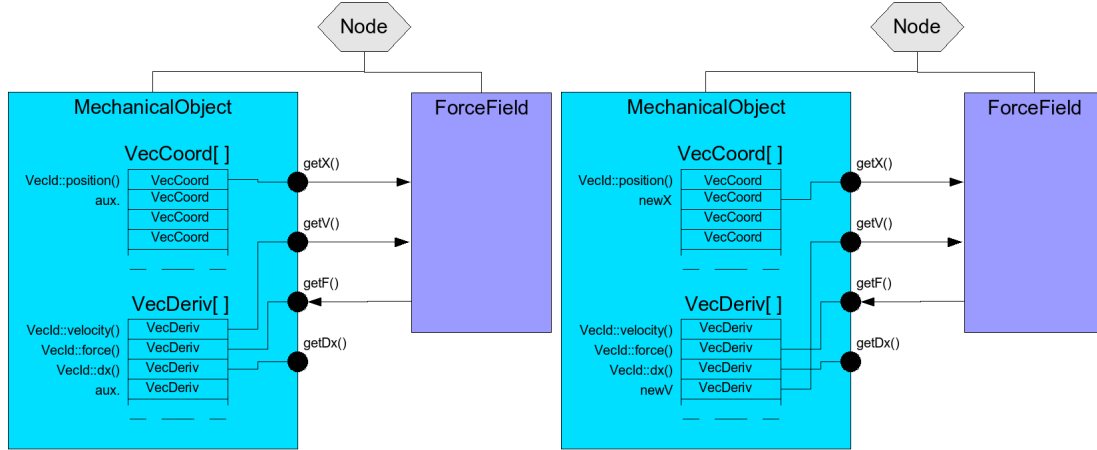 Node
MechanicalObject
ForceField
VecCoord[ ]
getX()
VecId::position()
VecCoord
aux.
VecCoord
VecCoord
getV()
VecCoord
getF()
VecDeriv[ ]
VecId::velocity()
VecDeriv
getDx()
VecId::force()
VecDeriv
VecId::dx()
VecDeriv
aux.
VecDeriv
Node
MechanicalObject
ForceField
VecCoord[ ]
getX()
VecId::position()
VecCoord
newX
VecCoord
VecCoord
getV()
VecCoord
getF()
VecDeriv[ ]
VecId::velocity()
VecDeriv
getDx()
VecId::force()
VecDeriv
VecId::dx()
VecDeriv
newV
VecDeriv